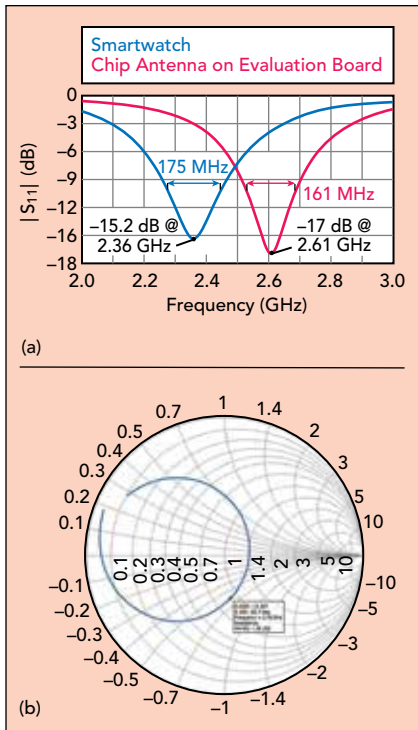 Smartwatch
Chip Antenna on Evaluation Board
0
–3
–6
–9
–12
–16
–18
| S11 | (dB)
175 MHz
161 MHz
–15.2 dB @
2.36 GHz
–17 dB @
2.61 GHz
2.0 2.2 2.4 2.6 2.8 3.0
Frequency (GHz)
(a)
1
0.7 1.4
0.5 2
0.4
0.3 3
0.2 5
0.1 10
0.1 0.2 0.3 0.4 0.5 0.7 1 1.4 2 3 5 10
–0.1 –10
–0.2 –5
–0.3
–0.4 –3
–0.5 –2
–0.7 –1.4
–1
(b)